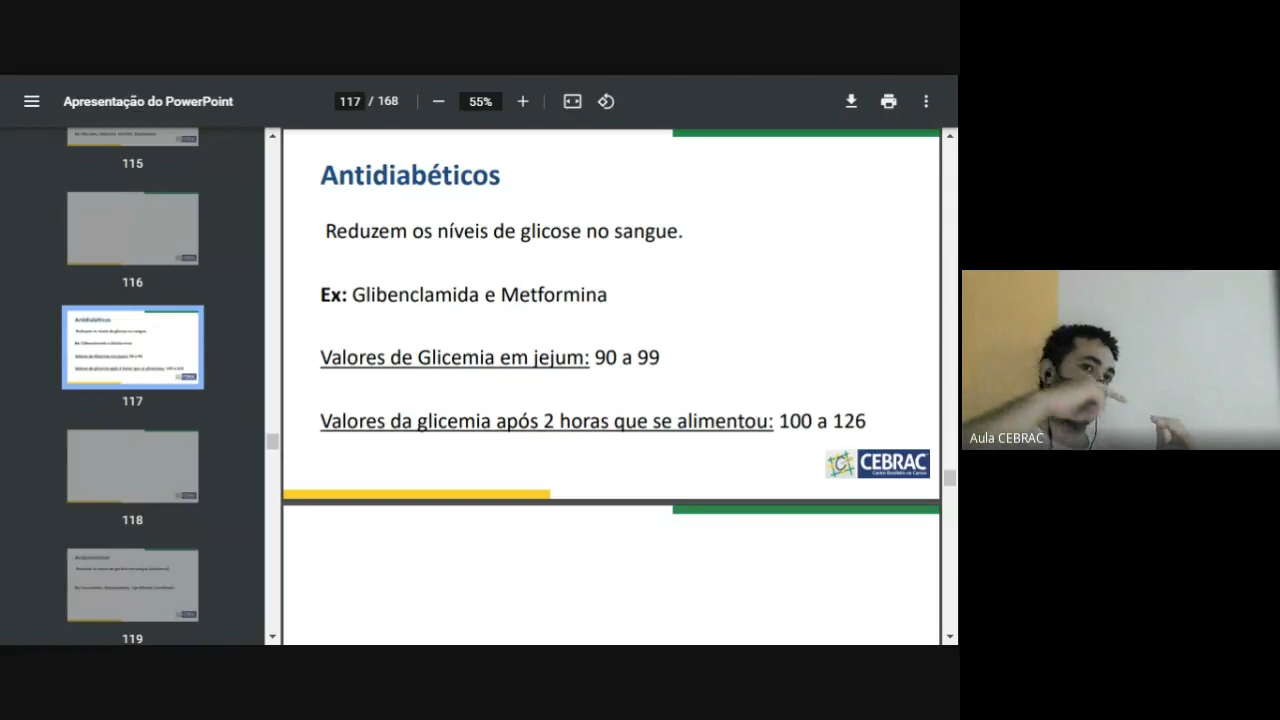 Apresentação do PowerPoint
117 / 168
55%
115
116
117
118
119
Antidiabéticos
Reduzem os níveis de glicose no sangue.
Ex: Glibenclamida e Metformina
Valores de Glicemia em jejum: 90 a 99
Valores da glicemia após 2 horas que se alimentou: 100 a 126
CEBRAC
Aula CEBRAC